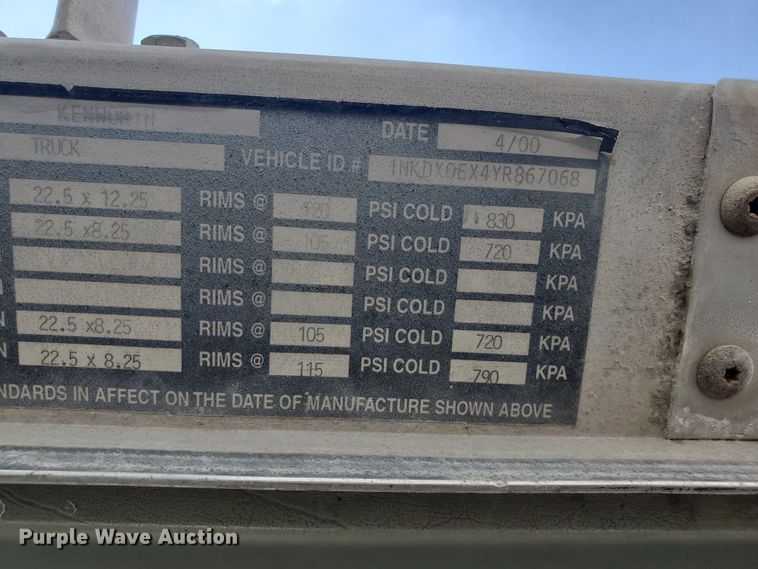 KENWORTH
DATE 4/00
TRUCK
VEHICLE ID # 1NKDX0EX4YR867068
22.5 x 12.25 RIMS @ 120 PSI COLD 830 KPA
22.5 x8.25 RIMS @ 105 PSI COLD 720 KPA
RIMS @ PSI COLD KPA
RIMS @ PSI COLD KPA
N 22.5 x8.25 RIMS @ 105 PSI COLD 720 KPA
N 22.5 x 8.25 RIMS @ 115 PSI COLD 790 KPA
NDARDS IN AFFECT ON THE DATE OF MANUFACTURE SHOWN ABOVE
Purple Wave Auction